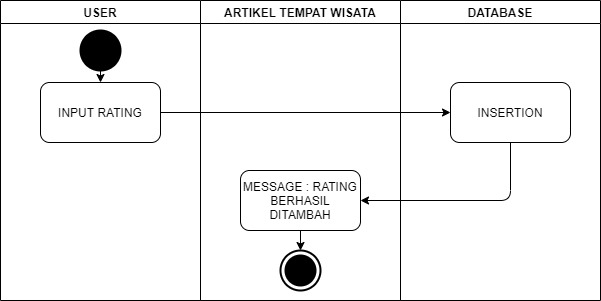 USER
ARTIKEL TEMPAT WISATA
DATABASE
INPUT RATING
INSERTION
MESSAGE : RATING
BERHASIL
DITAMBAH